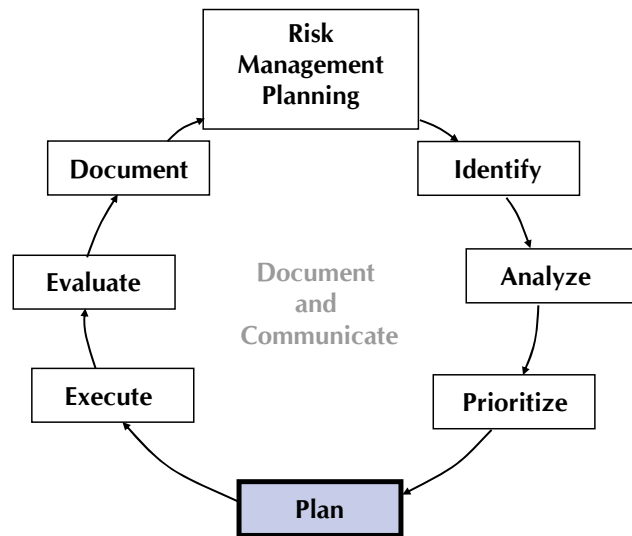 Risk
Management
Planning
Document
Identify
Evaluate
Document
and
Communicate
Analyze
Execute
Prioritize
Plan